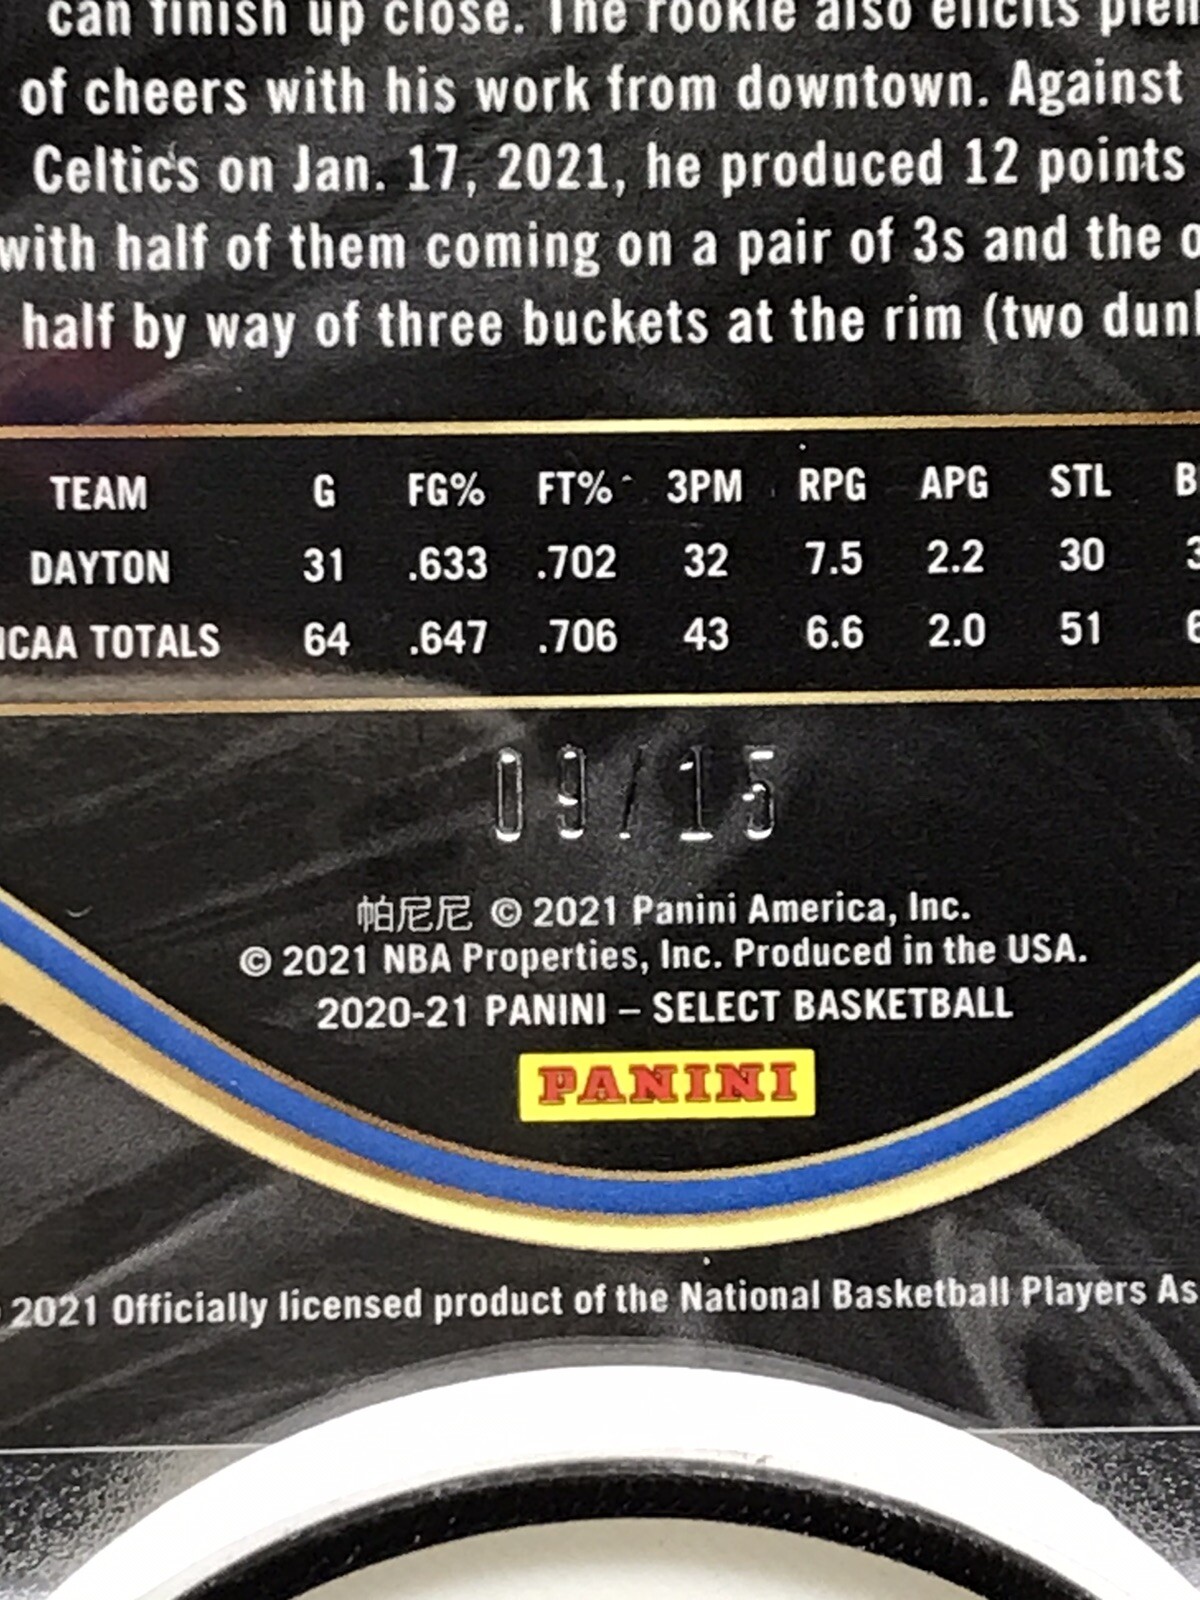 can finish up close. The rookie also elicits
of cheers with his work from downtown. Against
Celtics on Jan. 17, 2021, he produced 12 points
with half of them coming on a pair of 3s and the
half by way of three buckets at the rim (two
TEAM G FG% FT% 3PM RPG APG STL
DAYTON 31 .633 .702 32 7.5 2.2 30
NCAA TOTALS 64 .647 .706 43 6.6 2.0 51
09/15
帕尼尼 © 2021 Panini America, Inc.
© 2021 NBA Properties, Inc. Produced in the USA.
2020-21 PANINI – SELECT BASKETBALL
PANINI
2021 Officially licensed product of the National Basketball Players